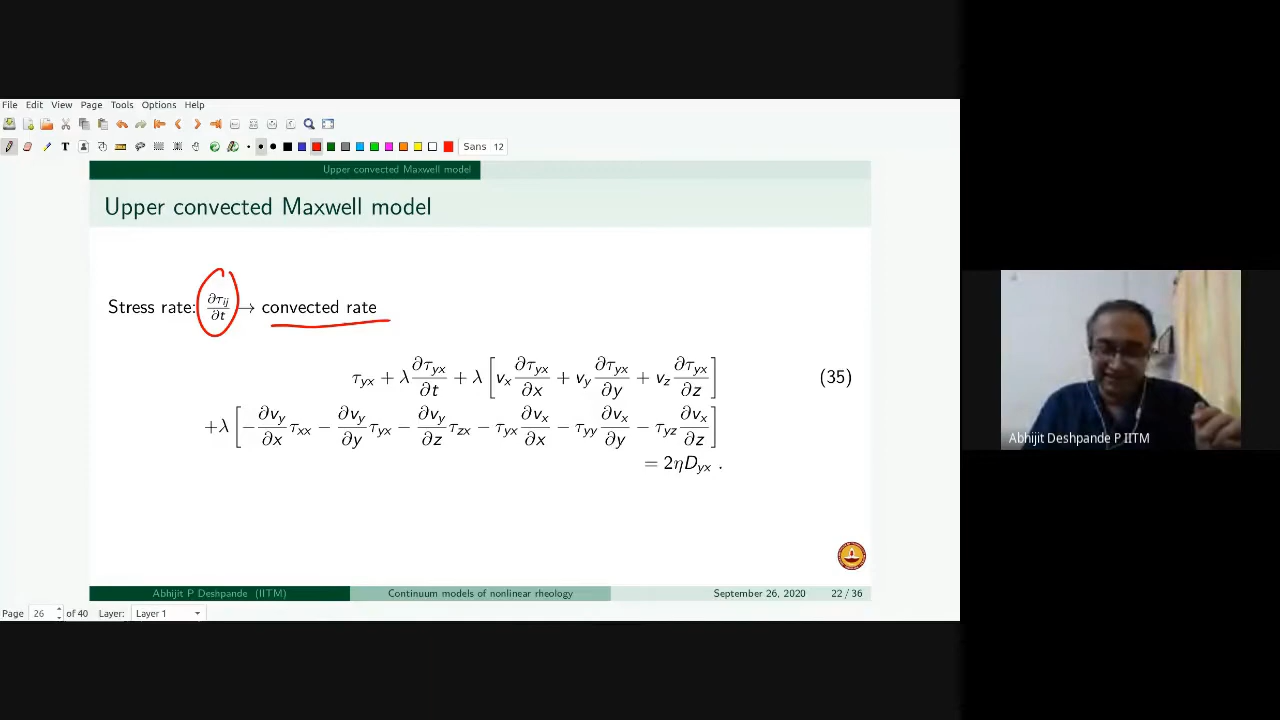 File Edit View Page Tools Options Help
Sans 12
Upper convected Maxwell model
Upper convected Maxwell model
Stress rate: ∂τij/∂t → convected rate
τyx + λ ∂τyx/∂t + λ [ vx ∂τyx/∂x + vy ∂τyx/∂y + vz ∂τyx/∂z ] (35)
+λ [ −∂vy/∂x τxx − ∂vy/∂y τyx − ∂vy/∂z τzx − τyx ∂vx/∂x − τyy ∂vx/∂y − τyz ∂vx/∂z ]
= 2ηDyx .
Abhijit Deshpande P IITM
Abhijit P Deshpande (IITM) Continuum models of nonlinear rheology September 26, 2020 22 / 36
Page 26 of 40 Layer: Layer 1